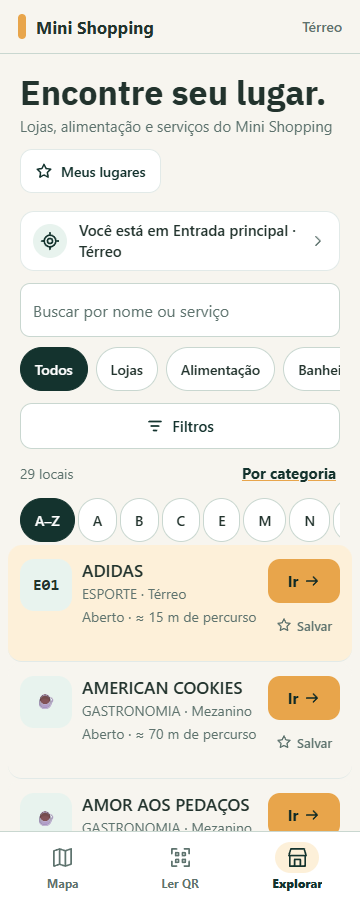 Mini Shopping
Térreo
Encontre seu lugar.
Lojas, alimentação e serviços do Mini Shopping
Meus lugares
Você está em Entrada principal ·
Térreo
Buscar por nome ou serviço
Todos
Lojas
Alimentação
Banhei
Filtros
29 locais
Por categoria
A–Z
A
B
C
E
M
N
E01
ADIDAS
ESPORTE · Térreo
Aberto · ≈ 15 m de percurso
Ir →
Salvar
AMERICAN COOKIES
GASTRONOMIA · Mezanino
Aberto · ≈ 70 m de percurso
Ir →
Salvar
AMOR AOS PEDAÇOS
GASTRONOMIA · Mezanino
Ir →
Mapa
Ler QR
Explorar